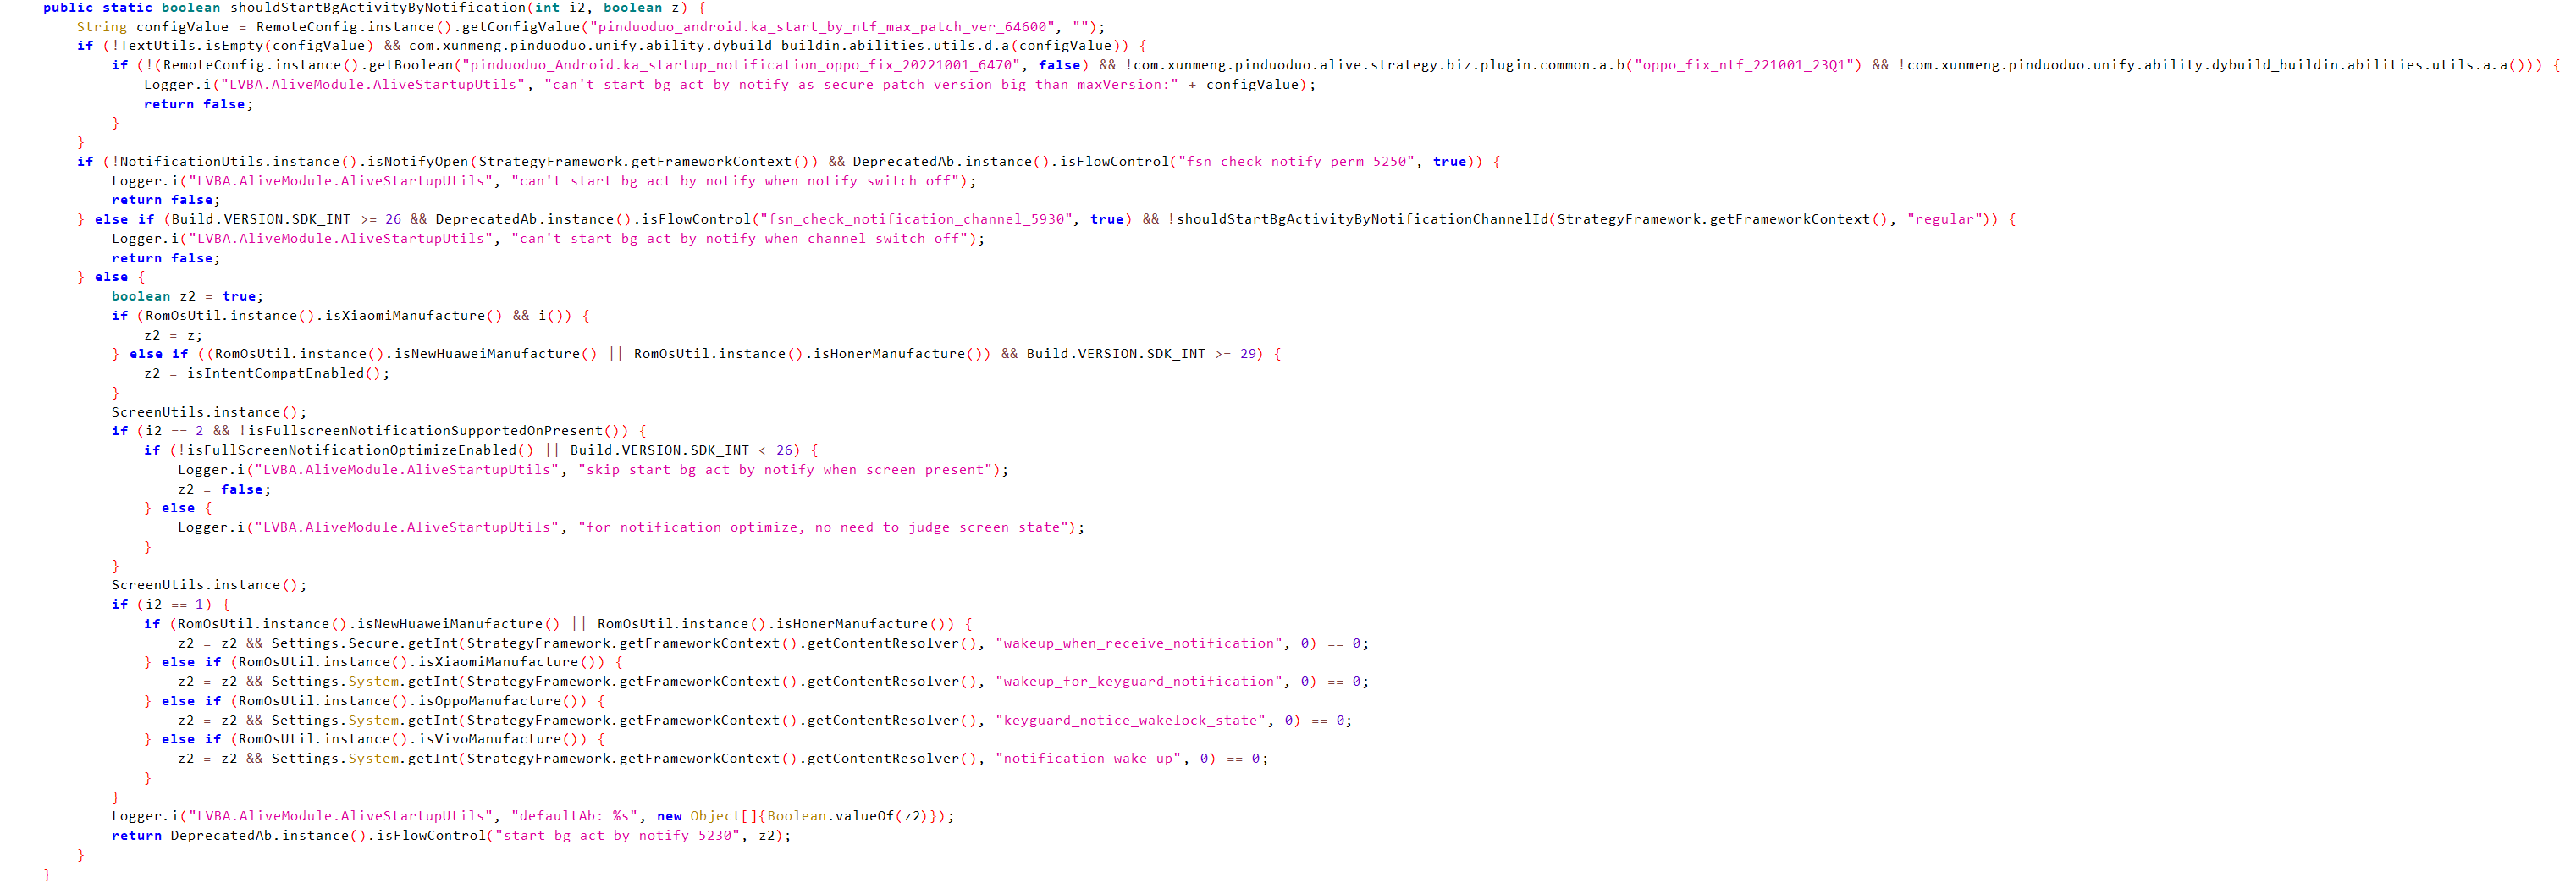 public static boolean shouldStartBgActivityByNotification(int i2, boolean z) {
    String configValue = RemoteConfig.instance().getConfigValue("pinduoduo_android.ka_start_by_ntf_max_patch_ver_64600", "");
    if (!TextUtils.isEmpty(configValue) && com.xunmeng.pinduoduo.unify.ability.dybuild_buildin.abilities.utils.d.a(configValue)) {
        if (!(RemoteConfig.instance().getBoolean("pinduoduo_Android.ka_startup_notification_oppo_fix_20221001_6470", false) && !com.xunmeng.pinduoduo.alive.strategy.biz.plugin.common.a.b("oppo_fix_ntf_221001_23Q1") && !com.xunmeng.pinduoduo.unify.ability.dybuild_buildin.abilities.utils.a.a())) {
            Logger.i("LVBA.AliveModule.AliveStartupUtils", "can't start bg act by notify as secure patch version big than maxVersion:" + configValue);
            return false;
        }
    }
    if (!NotificationUtils.instance().isNotifyOpen(StrategyFramework.getFrameworkContext()) && DeprecatedAb.instance().isFlowControl("fsn_check_notify_perm_5250", true)) {
        Logger.i("LVBA.AliveModule.AliveStartupUtils", "can't start bg act by notify when notify switch off");
        return false;
    } else if (Build.VERSION.SDK_INT >= 26 && DeprecatedAb.instance().isFlowControl("fsn_check_notification_channel_5930", true) && !shouldStartBgActivityByNotificationChannelId(StrategyFramework.getFrameworkContext(), "regular")) {
        Logger.i("LVBA.AliveModule.AliveStartupUtils", "can't start bg act by notify when channel switch off");
        return false;
    } else {
        boolean z2 = true;
        if (RomOsUtil.instance().isXiaomiManufacture() && i()) {
            z2 = z;
        } else if ((RomOsUtil.instance().isNewHuaweiManufacture() || RomOsUtil.instance().isHonerManufacture()) && Build.VERSION.SDK_INT >= 29) {
            z2 = isIntentCompatEnabled();
        }
        ScreenUtils.instance();
        if (i2 == 2 && !isFullscreenNotificationSupportedOnPresent()) {
            if (!isFullScreenNotificationOptimizeEnabled() || Build.VERSION.SDK_INT < 26) {
                Logger.i("LVBA.AliveModule.AliveStartupUtils", "skip start bg act by notify when screen present");
                z2 = false;
            } else {
                Logger.i("LVBA.AliveModule.AliveStartupUtils", "for notification optimize, no need to judge screen state");
            }
        }
        ScreenUtils.instance();
        if (i2 == 1) {
            if (RomOsUtil.instance().isNewHuaweiManufacture() || RomOsUtil.instance().isHonerManufacture()) {
                z2 = z2 && Settings.Secure.getInt(StrategyFramework.getFrameworkContext().getContentResolver(), "wakeup_when_receive_notification", 0) == 0;
            } else if (RomOsUtil.instance().isXiaomiManufacture()) {
                z2 = z2 && Settings.System.getInt(StrategyFramework.getFrameworkContext().getContentResolver(), "wakeup_for_keyguard_notification", 0) == 0;
            } else if (RomOsUtil.instance().isOppoManufacture()) {
                z2 = z2 && Settings.System.getInt(StrategyFramework.getFrameworkContext().getContentResolver(), "keyguard_notice_wakelock_state", 0) == 0;
            } else if (RomOsUtil.instance().isVivoManufacture()) {
                z2 = z2 && Settings.System.getInt(StrategyFramework.getFrameworkContext().getContentResolver(), "notification_wake_up", 0) == 0;
            }
        }
        Logger.i("LVBA.AliveModule.AliveStartupUtils", "defaultAb: %s", new Object[]{Boolean.valueOf(z2)});
        return DeprecatedAb.instance().isFlowControl("start_bg_act_by_notify_5230", z2);
    }
}